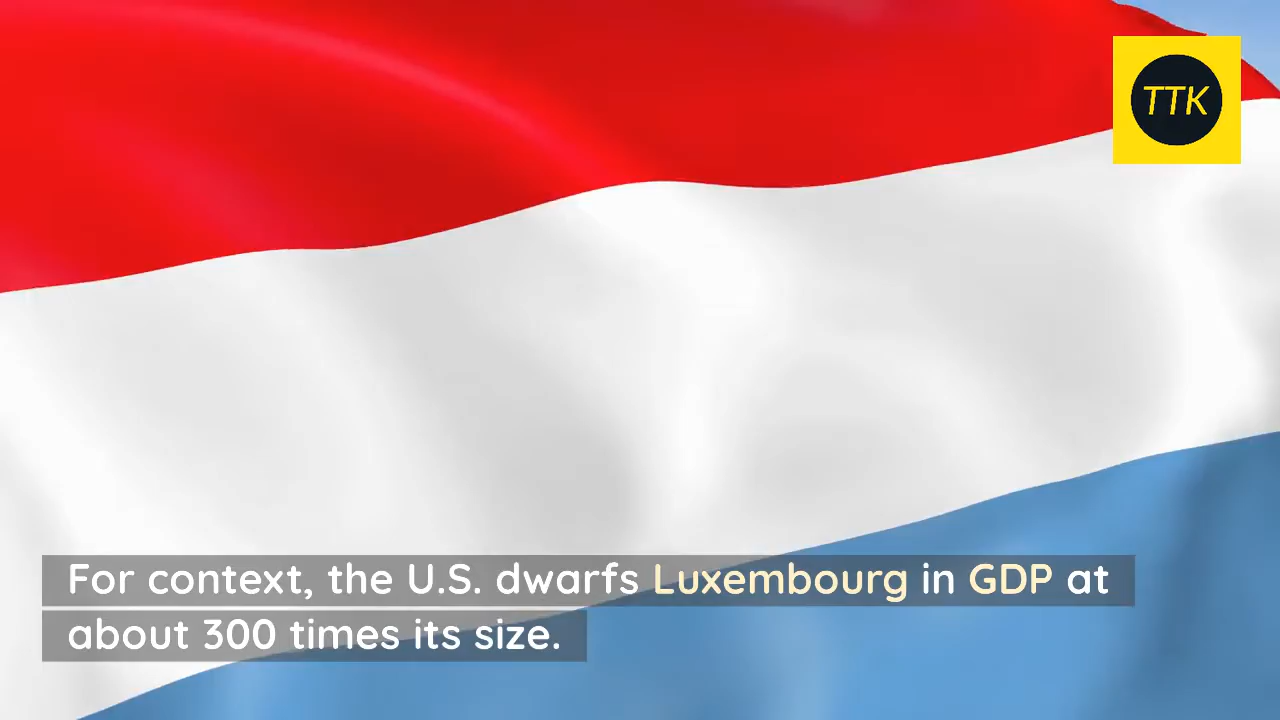 TTK
For context, the U.S. dwarfs Luxembourg in GDP at
about 300 times its size.